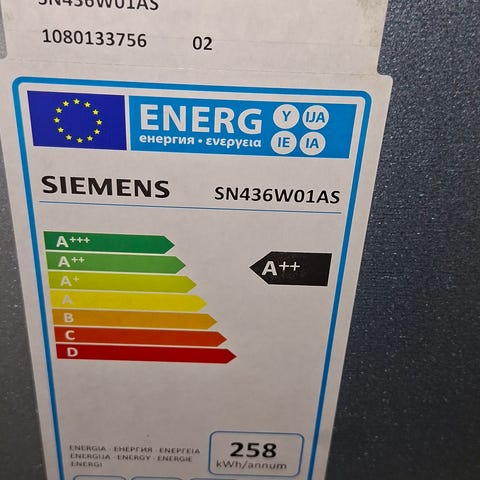 SN436W01AS
1080133756 02
ENERG Y IJA
енергия · ενεργεια IE IA
SIEMENS SN436W01AS
A+++
A++ A++
A+
A
B
C
D
ENERGIA · ЕНЕРГИЯ · ΕΝΕΡΓΕΙΑ
ENERGIJA · ENERGY · ENERGIE
ENERGI
258
kWh/annum